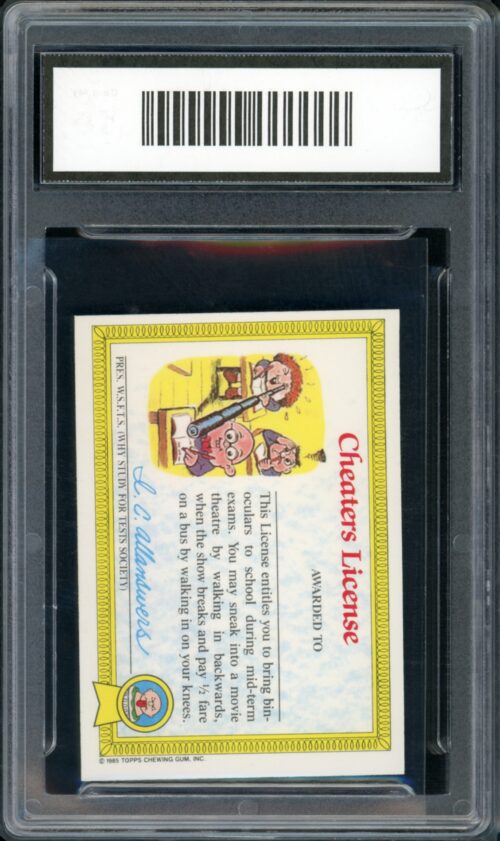 Cheaters License
AWARDED TO
This License entitles you to bring bin-
oculars to school during mid-term
exams. You may sneak into a movie
theatre by walking in backwards,
when the show breaks and pay ½ fare
on a bus by walking in on your knees.
I. C. Allanswers
PRES. W.S.F.T.S. (WHY STUDY FOR TESTS SOCIETY)
© 1985 TOPPS CHEWING GUM, INC.